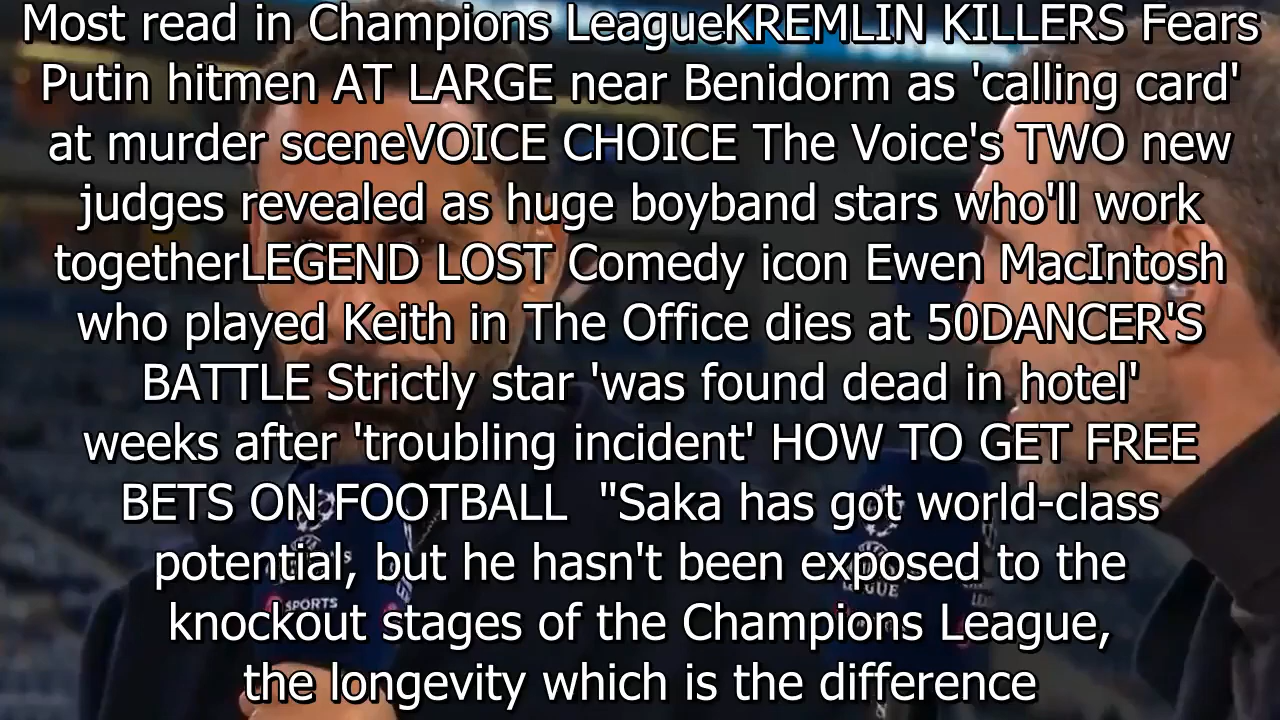 Most read in Champions LeagueKREMLIN KILLERS Fears
Putin hitmen AT LARGE near Benidorm as 'calling card'
at murder sceneVOICE CHOICE The Voice's TWO new
judges revealed as huge boyband stars who'll work
togetherLEGEND LOST Comedy icon Ewen MacIntosh
who played Keith in The Office dies at 50DANCER'S
BATTLE Strictly star 'was found dead in hotel'
weeks after 'troubling incident' HOW TO GET FREE
BETS ON FOOTBALL "Saka has got world-class
potential, but he hasn't been exposed to the
knockout stages of the Champions League,
the longevity which is the difference
SPORTS
LEAGUE